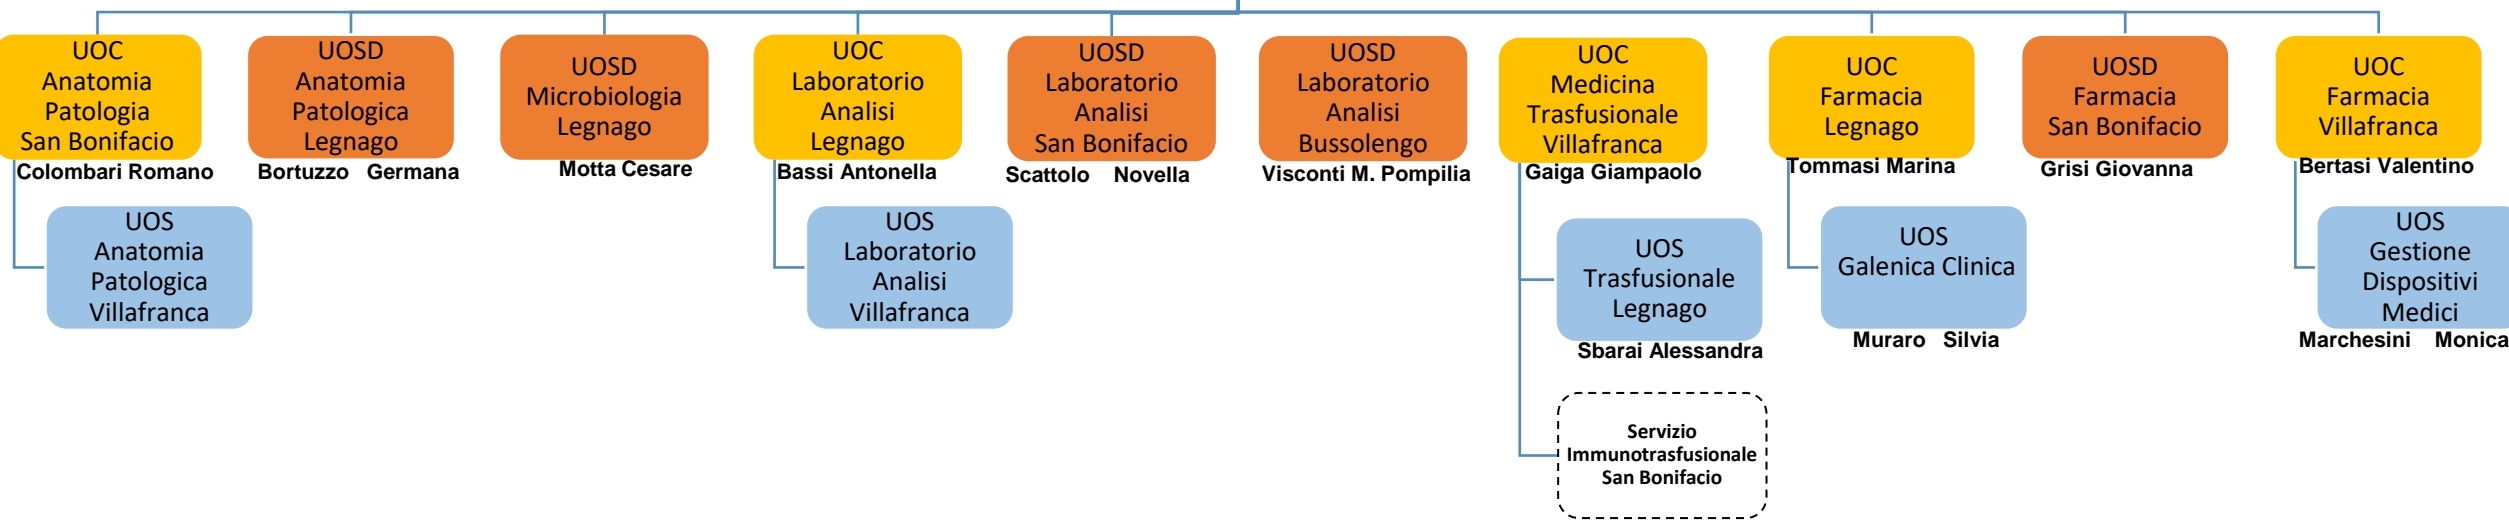 UOC
Anatomia
Patologia
San Bonifacio
Colombari Romano
UOS
Anatomia
Patologica
Villafranca
UOSD
Anatomia
Patologica
Legnago
Bortuzzo Germana
UOSD
Microbiologia
Legnago
Motta Cesare
UOC
Laboratorio
Analisi
Legnago
Bassi Antonella
UOS
Laboratorio
Analisi
Villafranca
UOSD
Laboratorio
Analisi
San Bonifacio
Scattolo Novella
UOSD
Laboratorio
Analisi
Bussolengo
Visconti M. Pompilia
UOC
Medicina
Trasfusionale
Villafranca
Gaiga Giampaolo
UOS
Trasfusionale
Legnago
Sbarai Alessandra
Servizio
Immunotrasfusionale
San Bonifacio
UOC
Farmacia
Legnago
Tommasi Marina
UOS
Galenica Clinica
Muraro Silvia
UOSD
Farmacia
San Bonifacio
Grisi Giovanna
UOC
Farmacia
Villafranca
Bertasi Valentino
UOS
Gestione
Dispositivi
Medici
Marchesini Monica